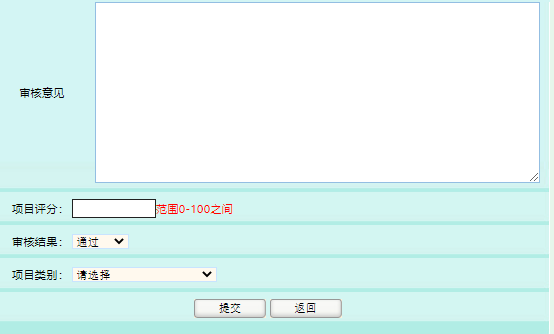 审核意见
项目评分： 范围0-100之间
审核结果： 通过
项目类别： 请选择
提交 返回